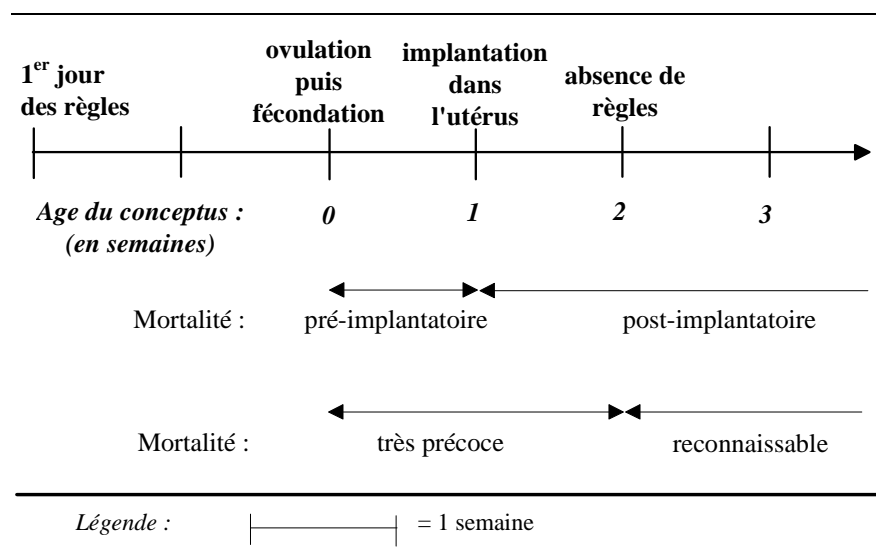 1er jour
des règles
ovulation
puis
fécondation
implantation
dans
l'utérus
absence de
règles
Age du conceptus :
(en semaines)
0 1 2 3
Mortalité : pré-implantatoire post-implantatoire
Mortalité : très précoce reconnaissable
Légende : = 1 semaine